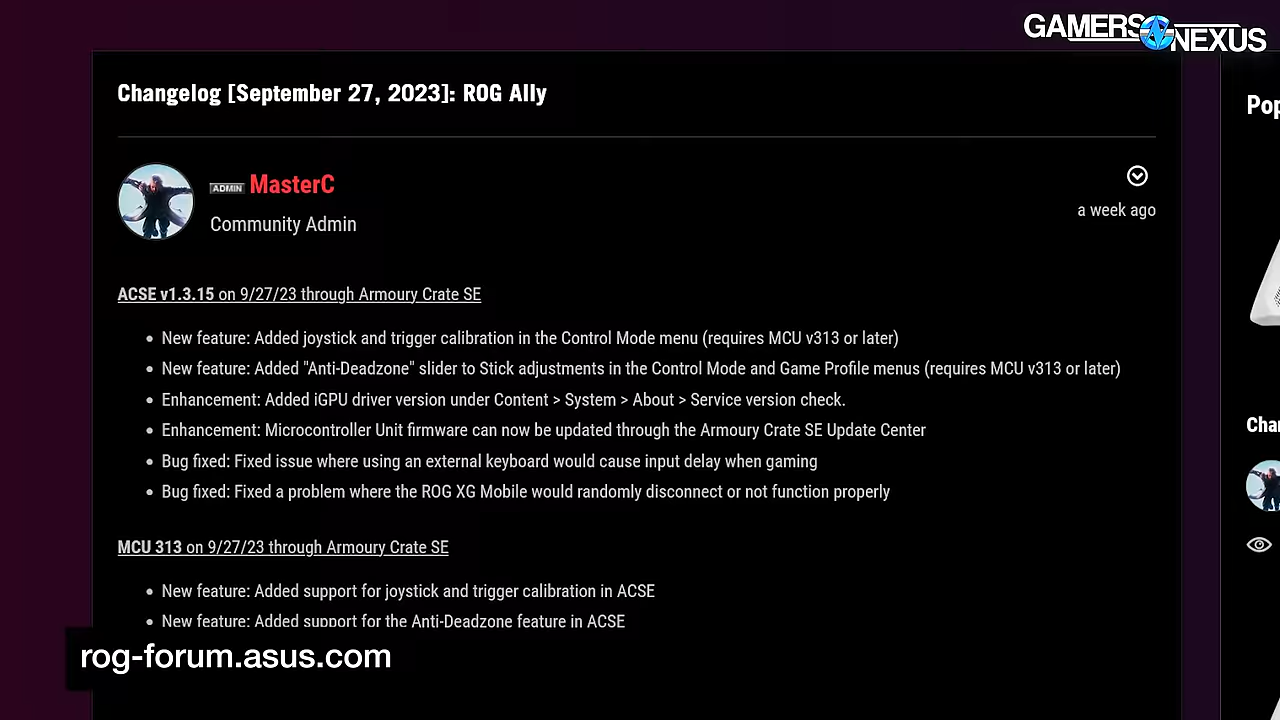 GAMERS NEXUS
Changelog [September 27, 2023]: ROG Ally
ADMIN MasterC
Community Admin
a week ago
ACSE v1.3.15 on 9/27/23 through Armoury Crate SE
• New feature: Added joystick and trigger calibration in the Control Mode menu (requires MCU v313 or later)
• New feature: Added "Anti-Deadzone" slider to Stick adjustments in the Control Mode and Game Profile menus (requires MCU v313 or later)
• Enhancement: Added iGPU driver version under Content > System > About > Service version check.
• Enhancement: Microcontroller Unit firmware can now be updated through the Armoury Crate SE Update Center
• Bug fixed: Fixed issue where using an external keyboard would cause input delay when gaming
• Bug fixed: Fixed a problem where the ROG XG Mobile would randomly disconnect or not function properly
MCU 313 on 9/27/23 through Armoury Crate SE
• New feature: Added support for joystick and trigger calibration in ACSE
• New feature: Added support for the Anti-Deadzone feature in ACSE
rog-forum.asus.com